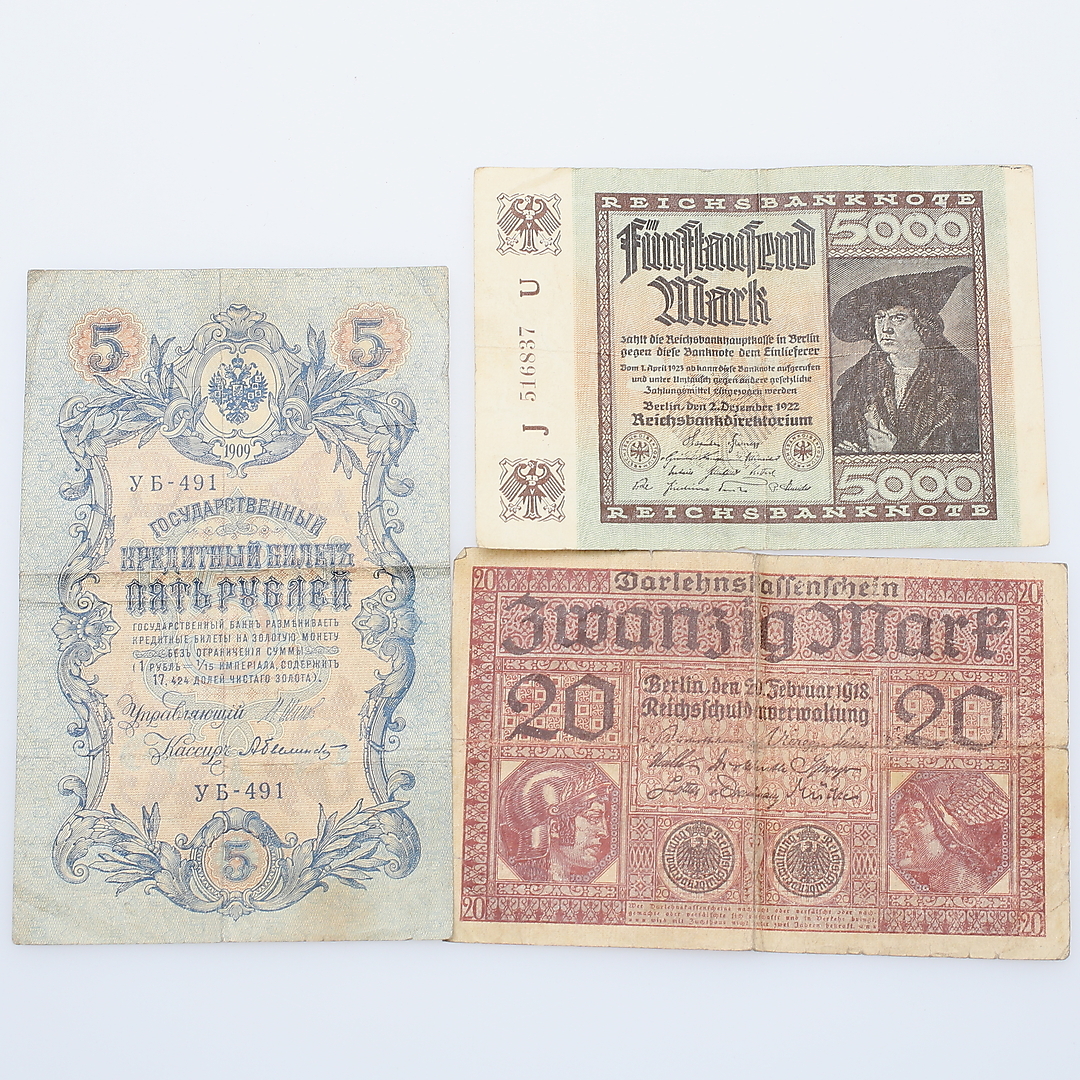 5 5
1909
УБ-491
ГОСУДАРСТВЕННЫЙ
КРЕДИТНЫЙ БИЛЕТЪ
ПЯТЬ РУБЛЕЙ
ГОСУДАРСТВЕННЫЙ БАНКЪ РАЗМѢНИВАЕТЪ
КРЕДИТНЫЕ БИЛЕТЫ НА ЗОЛОТУЮ МОНЕТУ
БЕЗЪ ОГРАНИЧЕНІЯ СУММЫ
(1 РУБЛЬ = 1/15 ИМПЕРІАЛА, СОДЕРЖИТЪ
17,424 ДОЛЕЙ ЧИСТАГО ЗОЛОТА).
Управляющій
Кассиръ
УБ-491
5
J 516837 U
REICHSBANKNOTE
5000
Fünftausend
Mark
zahlt die Reichsbankhauptkasse in Berlin
gegen diese Banknote dem Einlieferer
Vom 1. April 1923 ab kann diese Banknote aufgerufen
und unter Umtausch gegen andere gesetzliche
Zahlungsmittel eingezogen werden
Berlin, den 2. Dezember 1922
Reichsbankdirektorium
5000
REICHSBANKNOTE
20 Darlehnskassenschein 20
Zwanzig Mark
20 20
Berlin, den 20. Februar 1918
Reichsschuldenverwaltung
20 20